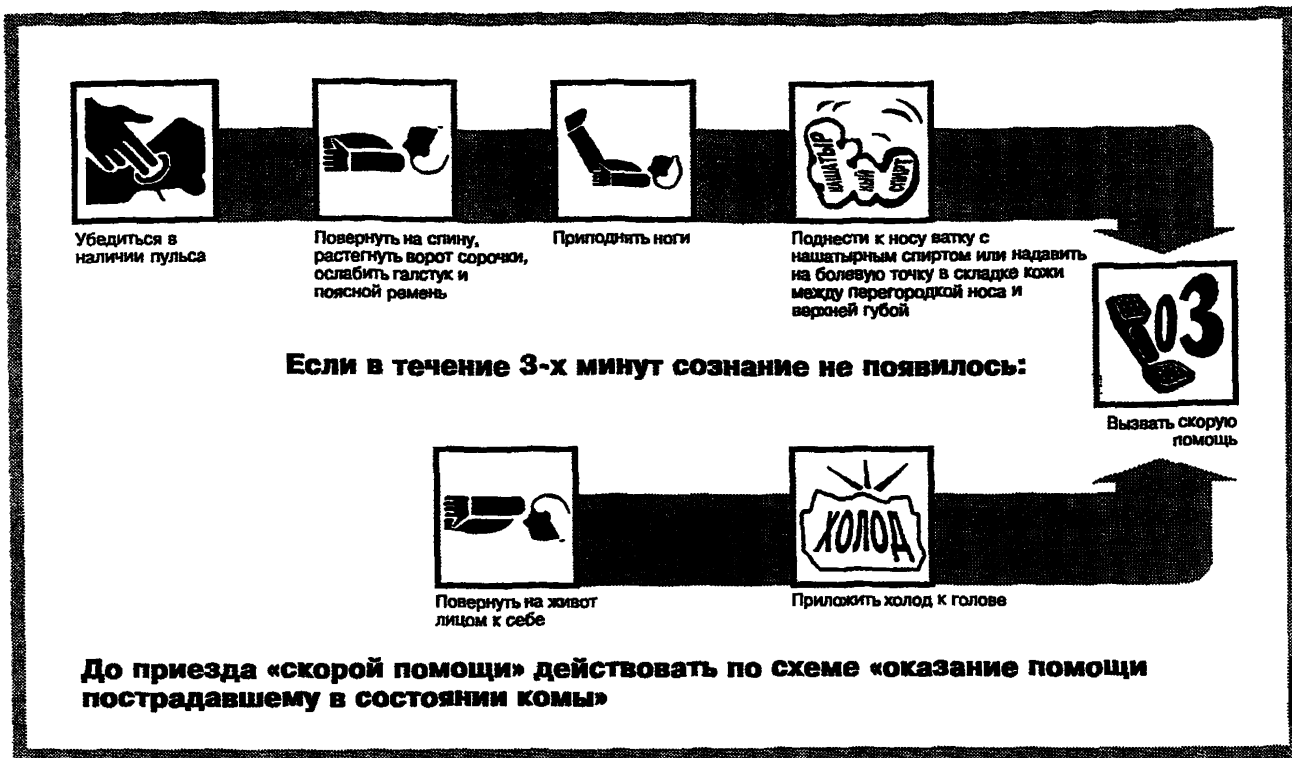 НАШАТЫР
НЫЙ
СПИРТ
Убедиться в
наличии пульса
Повернуть на спину,
растегнуть ворот сорочки,
ослабить галстук и
поясной ремень
Приподнять ноги
Поднести к носу ватку с
нашатырным спиртом или надавить
на болевую точку в складке кожи
между перегородкой носа и
верхней губой
03
Вызвать скорую
помощь
Если в течение 3-х минут сознание не появилось:
ХОЛОД
Повернуть на живот
лицом к себе
Приложить холод к голове
До приезда «скорой помощи» действовать по схеме «оказание помощи
пострадавшему в состоянии комы»